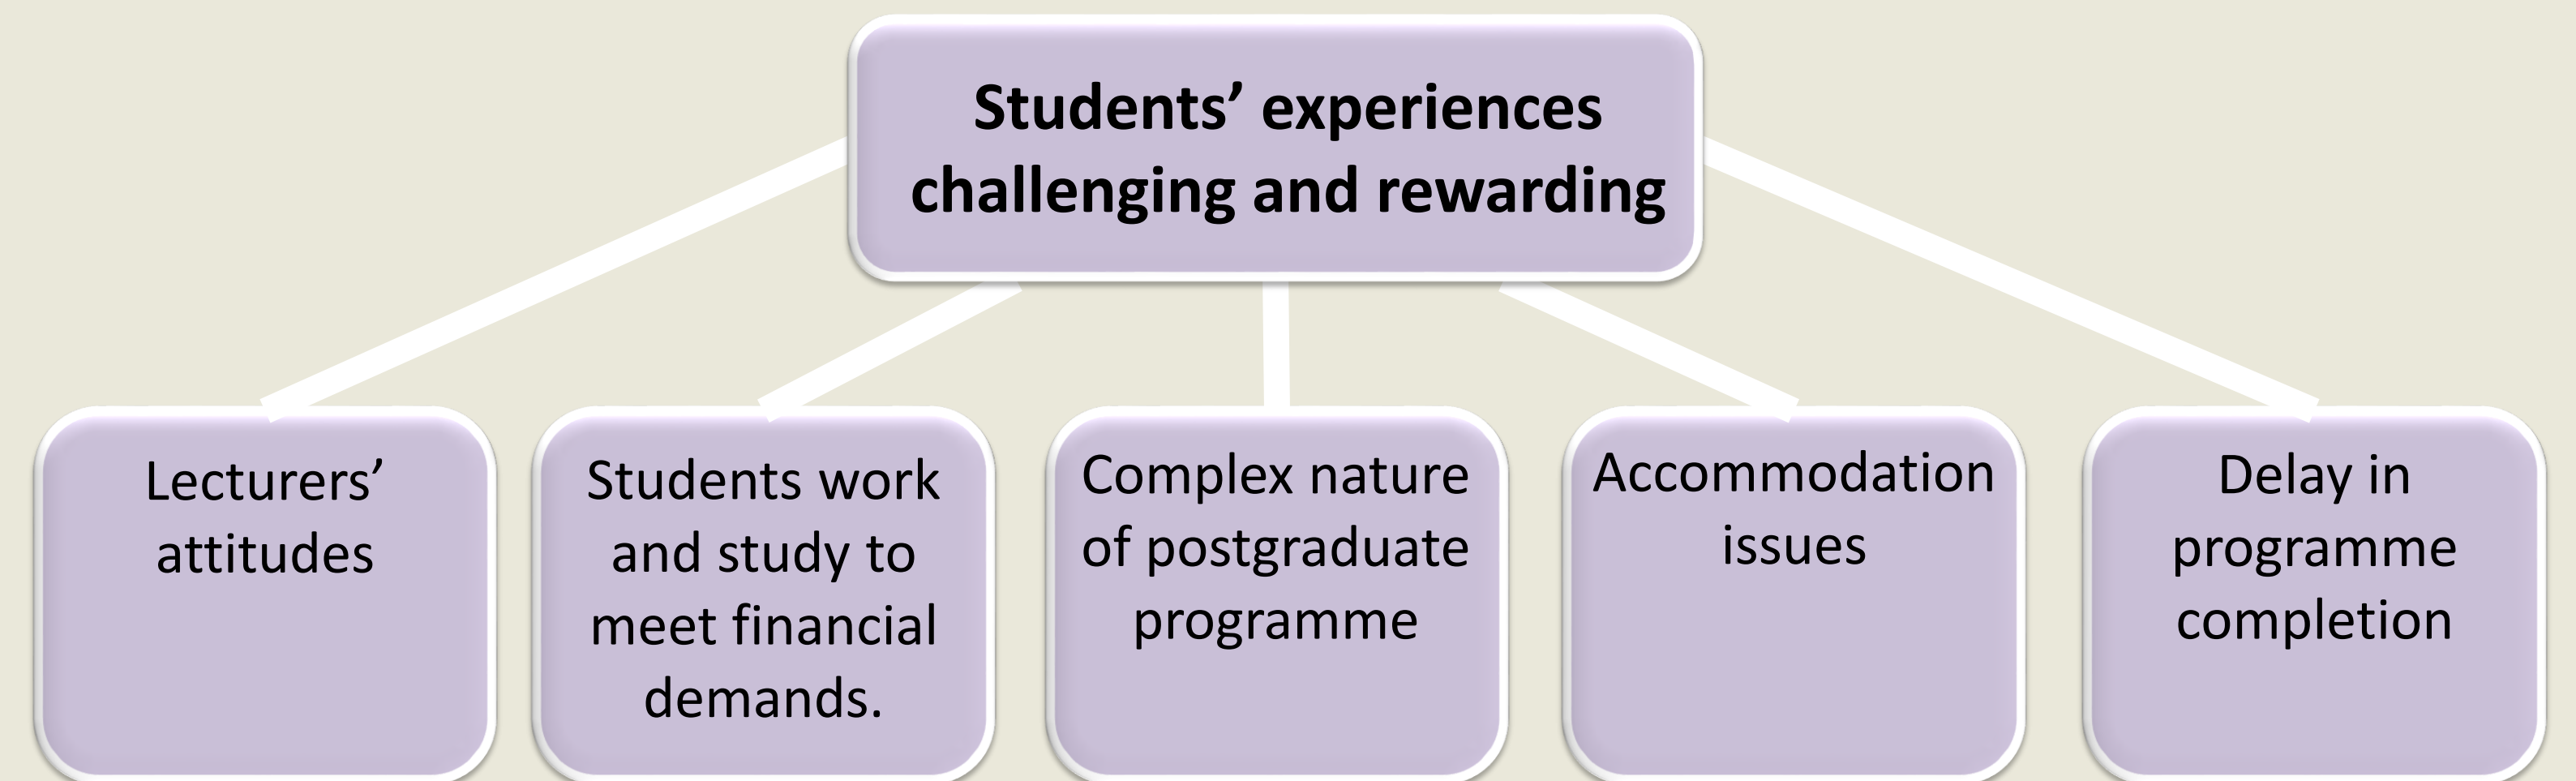 Students’ experiences
challenging and rewarding
Lecturers’
attitudes
Students work
and study to
meet financial
demands.
Complex nature
of postgraduate
programme
Accommodation
issues
Delay in
programme
completion